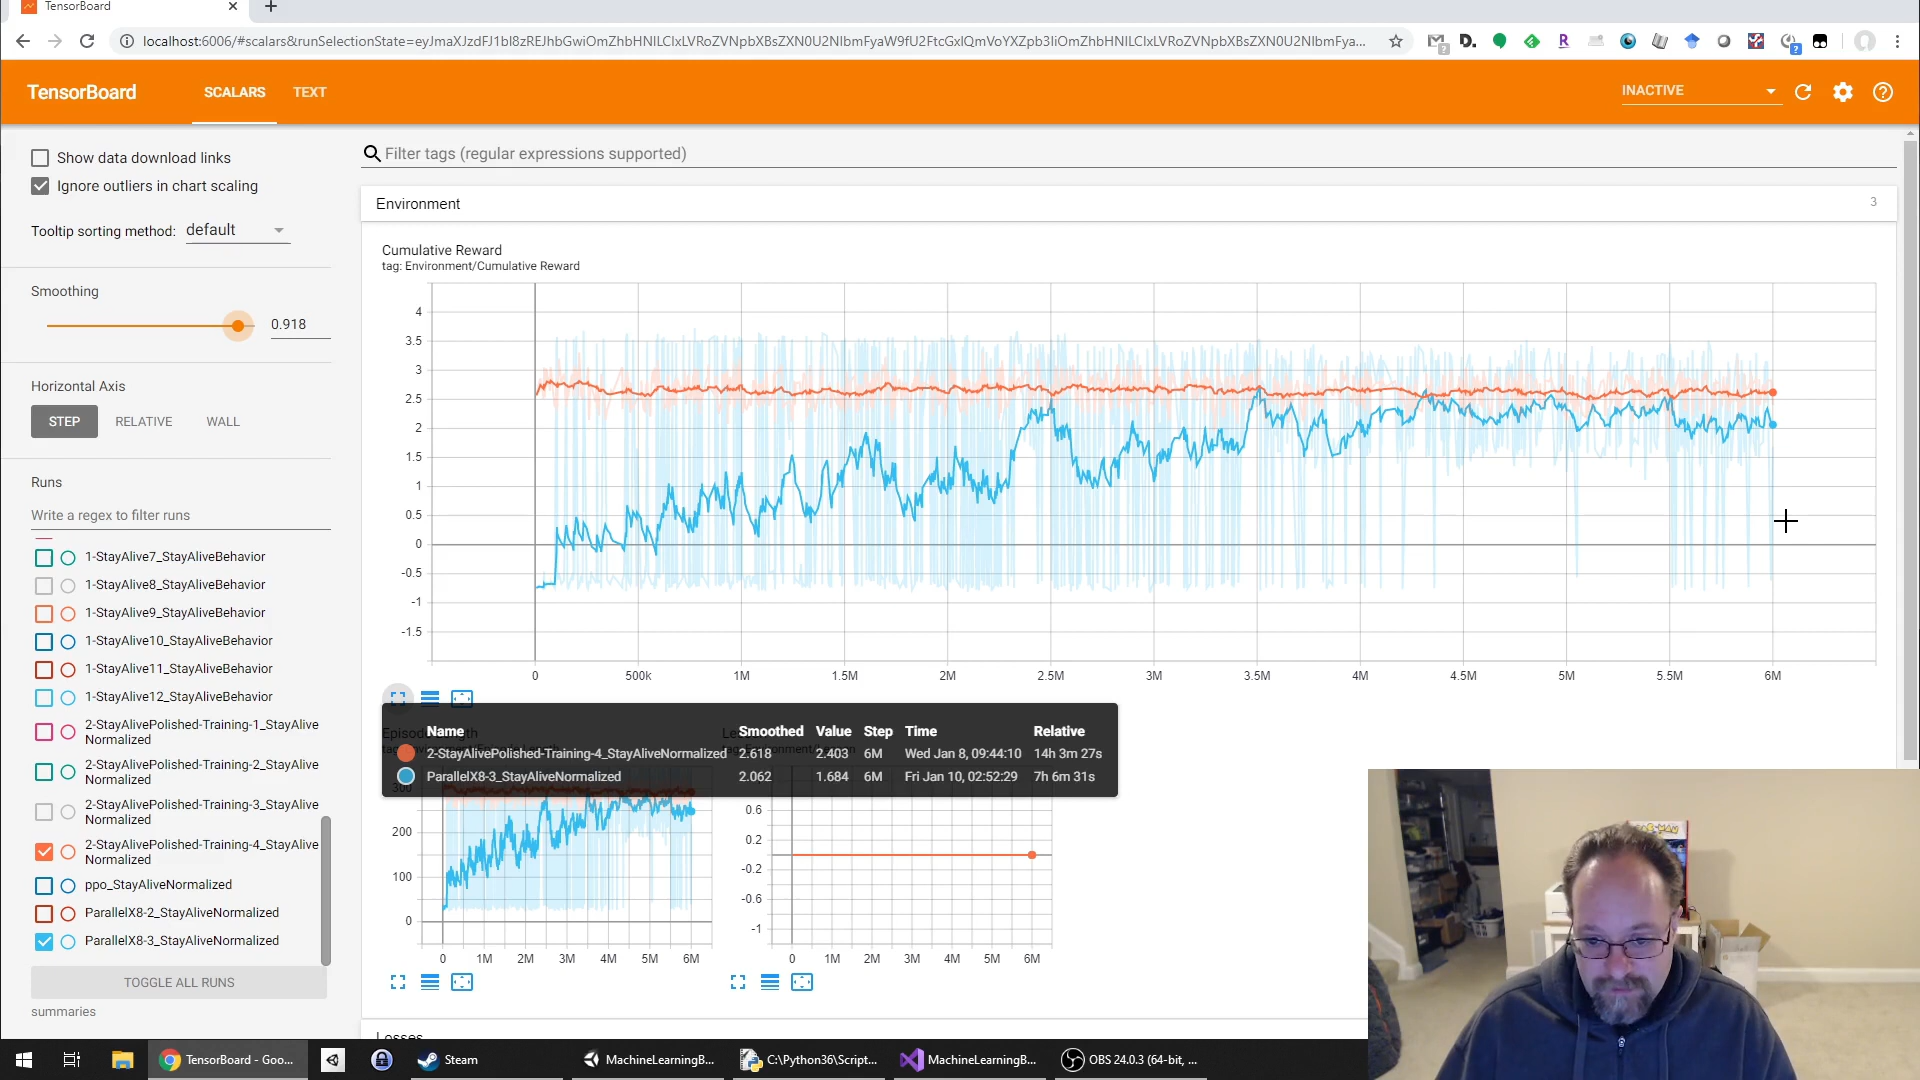 TensorBoard
localhost:6006/#scalars&runSelectionState=eyJmaXJzdFJ1bI8zREJhbGwiOmZhbHNlLCIxLVRoZVNpbXBsZXN0U2NlbmFyaW9fU2FtcGxlQmVoYXZpb3IiOmZhbHNlLCIxLVRoZVNpbXBsZXN0U2NlbmFyaW9fya...
TensorBoard
SCALARS
TEXT
INACTIVE
Show data download links
Ignore outliers in chart scaling
Tooltip sorting method: default
Smoothing
0.918
Horizontal Axis
STEP
RELATIVE
WALL
Runs
Write a regex to filter runs
1-StayAlive7_StayAliveBehavior
1-StayAlive8_StayAliveBehavior
1-StayAlive9_StayAliveBehavior
1-StayAlive10_StayAliveBehavior
1-StayAlive11_StayAliveBehavior
1-StayAlive12_StayAliveBehavior
2-StayAlivePolished-Training-1_StayAlive
Normalized
2-StayAlivePolished-Training-2_StayAlive
Normalized
2-StayAlivePolished-Training-3_StayAlive
Normalized
2-StayAlivePolished-Training-4_StayAlive
Normalized
ppo_StayAliveNormalized
ParallelX8-2_StayAliveNormalized
ParallelX8-3_StayAliveNormalized
TOGGLE ALL RUNS
summaries
Filter tags (regular expressions supported)
Environment
3
Cumulative Reward
tag: Environment/Cumulative Reward
4
3.5
3
2.5
2
1.5
1
0.5
0
-0.5
-1
-1.5
0 500k 1M 1.5M 2M 2.5M 3M 3.5M 4M 4.5M 5M 5.5M 6M
Name Smoothed Value Step Time Relative
2-StayAlivePolished-Training-4_StayAliveNormalized 2.618 2.403 6M Wed Jan 8, 09:44:10 14h 3m 27s
ParallelX8-3_StayAliveNormalized 2.062 1.684 6M Fri Jan 10, 02:52:29 7h 6m 31s
300
200
100
0
0 1M 2M 3M 4M 5M 6M
0.6
0.2
-0.2
-0.6
-1
0 1M 2M 3M 4M 5M 6M
Losses
TensorBoard - Goo...
Steam
MachineLearningB...
C:\Python36\Script...
MachineLearningB...
OBS 24.0.3 (64-bit, ...